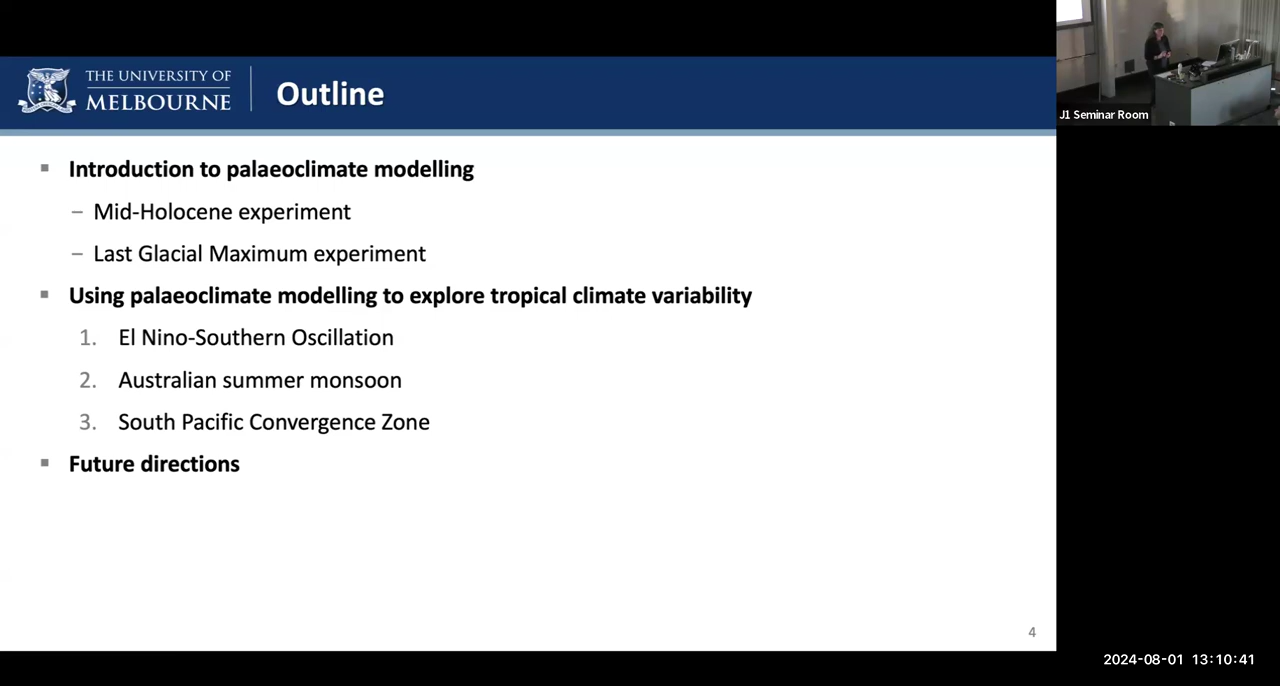 THE UNIVERSITY OF
MELBOURNE
Outline
J1 Seminar Room
▪ Introduction to palaeoclimate modelling
– Mid-Holocene experiment
– Last Glacial Maximum experiment
▪ Using palaeoclimate modelling to explore tropical climate variability
1. El Nino-Southern Oscillation
2. Australian summer monsoon
3. South Pacific Convergence Zone
▪ Future directions
4
2024-08-01 13:10:41